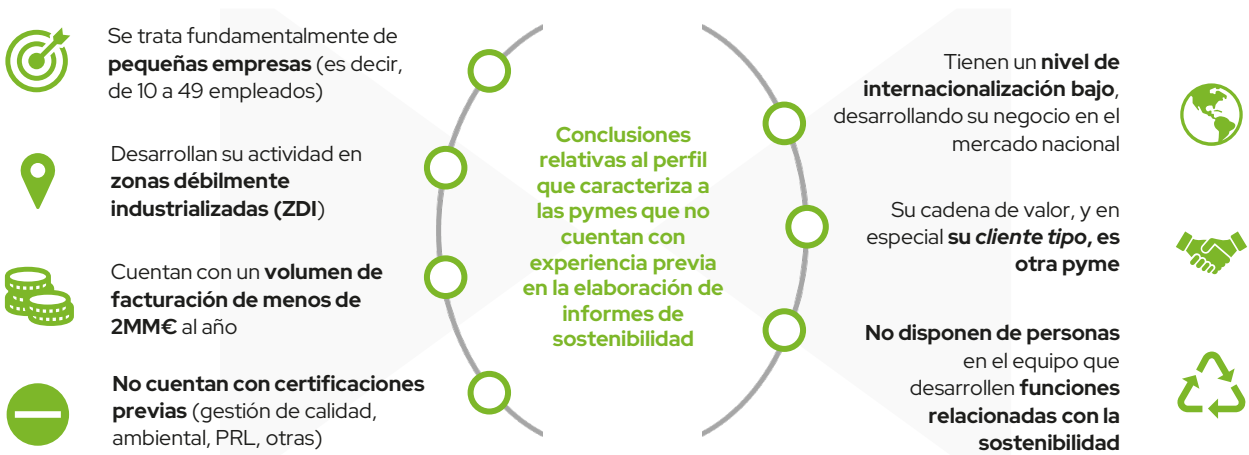 Se trata fundamentalmente de
pequeñas empresas (es decir,
de 10 a 49 empleados)
Desarrollan su actividad en
zonas débilmente
industrializadas (ZDI)
Cuentan con un volumen de
facturación de menos de
2MM€ al año
No cuentan con certificaciones
previas (gestión de calidad,
ambiental, PRL, otras)
Conclusiones
relativas al perfil
que caracteriza a
las pymes que no
cuentan con
experiencia previa
en la elaboración de
informes de
sostenibilidad
Tienen un nivel de
internacionalización bajo,
desarrollando su negocio en el
mercado nacional
Su cadena de valor, y en
especial su cliente tipo, es
otra pyme
No disponen de personas
en el equipo que
desarrollen funciones
relacionadas con la
sostenibilidad